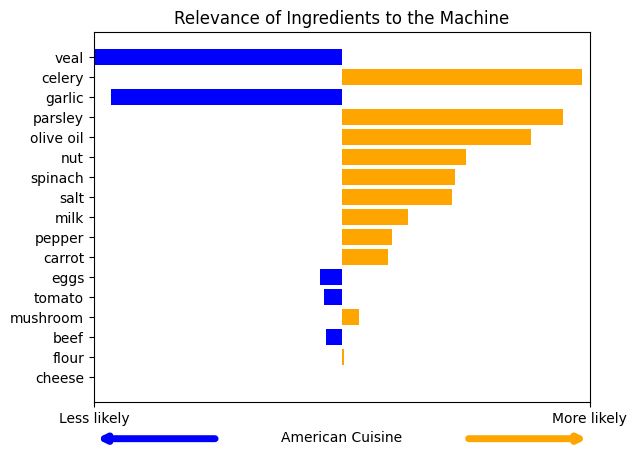 Relevance of Ingredients to the Machine
veal
celery
garlic
parsley
olive oil
nut
spinach
salt
milk
pepper
carrot
eggs
tomato
mushroom
beef
flour
cheese
Less likely More likely
American Cuisine